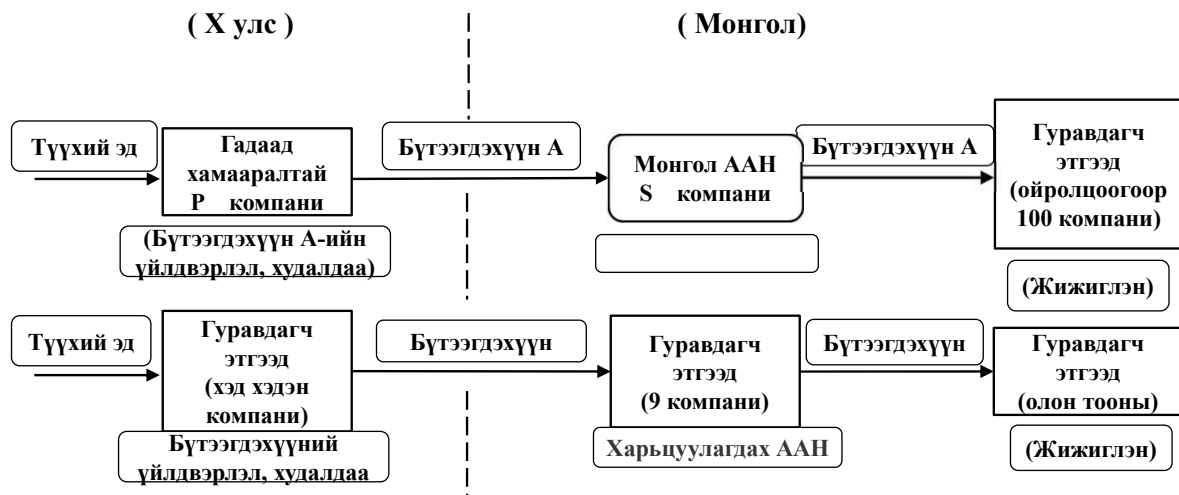 ( Х улс )
( Монгол)
Түүхий эд
Гадаад
хамааралтай
Р компани
Бүтээгдэхүүн А
Монгол ААН
S компани
Бүтээгдэхүүн А
Гуравдагч
этгээд
(ойролцоогоор
100 компани)
(Бүтээгдэхүүн А-ийн
үйлдвэрлэл, худалдаа)
(Жижиглэн)
Түүхий эд
Гуравдагч
этгээд
(хэд хэдэн
компани)
Бүтээгдэхүүн
Гуравдагч
этгээд
(9 компани)
Бүтээгдэхүүн
Гуравдагч
этгээд
(олон тооны)
Бүтээгдэхүүний
үйлдвэрлэл, худалдаа
Харьцуулагдах ААН
(Жижиглэн)